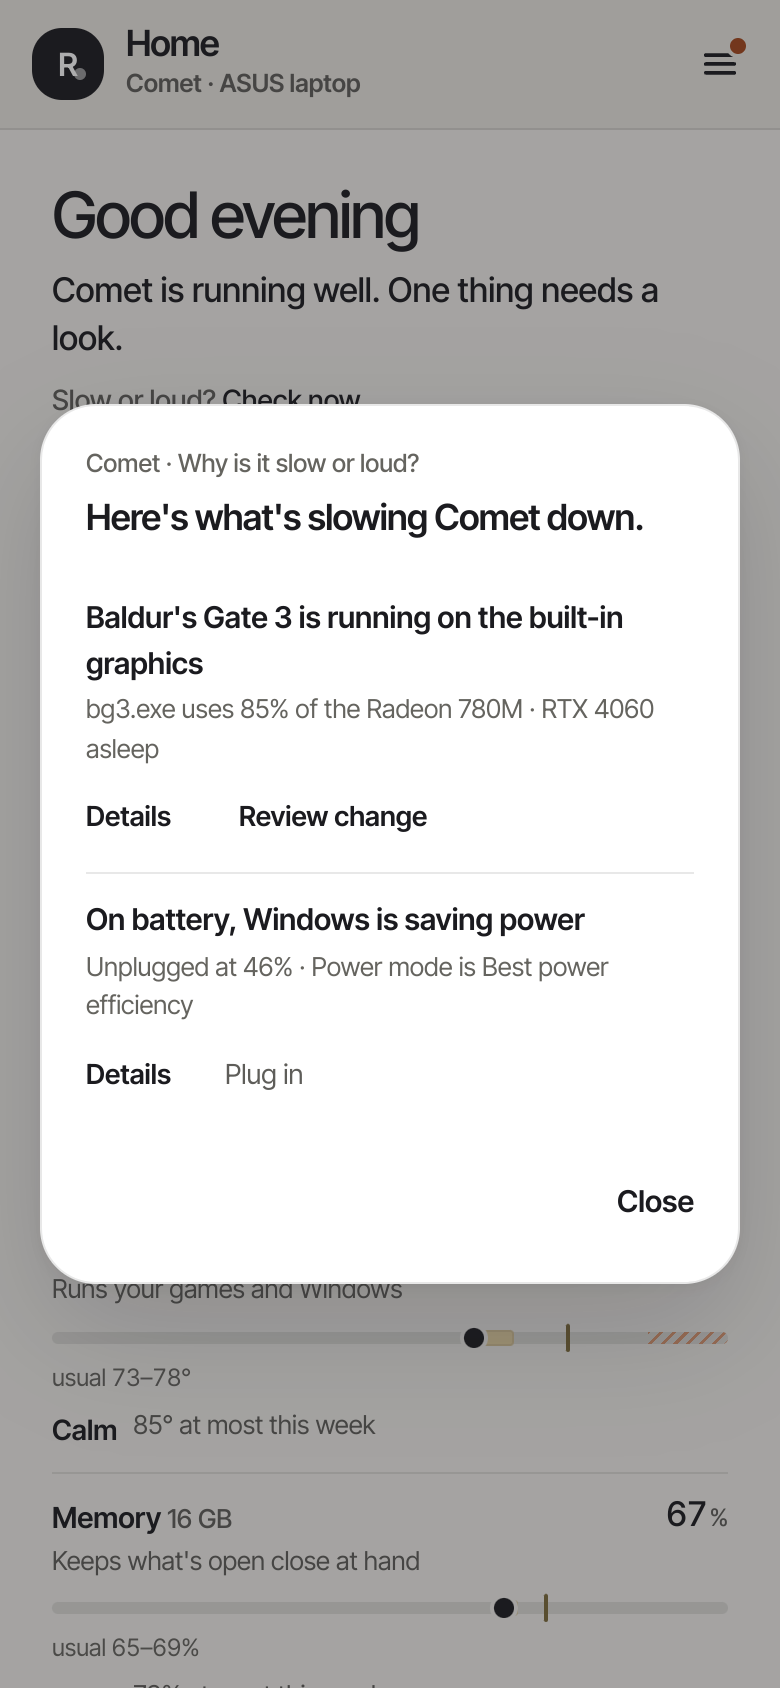 R
Home
Comet · ASUS laptop
Good evening
Comet is running well. One thing needs a
look.
Slow or loud? Check now
Comet · Why is it slow or loud?
Here's what's slowing Comet down.
Baldur's Gate 3 is running on the built-in
graphics
bg3.exe uses 85% of the Radeon 780M · RTX 4060
asleep
Details Review change
On battery, Windows is saving power
Unplugged at 46% · Power mode is Best power
efficiency
Details Plug in
Close
Runs your games and Windows
usual 73–78°
Calm 85° at most this week
Memory 16 GB 67 %
Keeps what's open close at hand
usual 65–69%